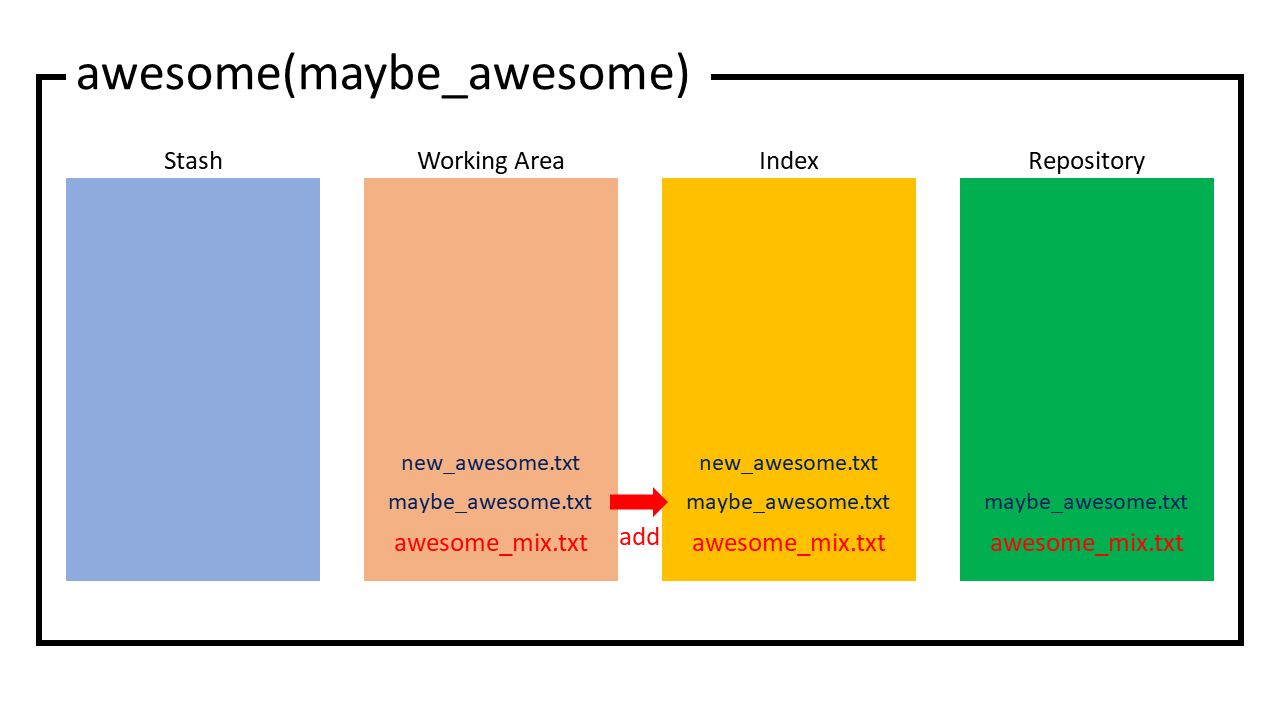 awesome(maybe_awesome)
Stash
Working Area
Index
Repository
new_awesome.txt
maybe_awesome.txt
awesome_mix.txt
add
new_awesome.txt
maybe_awesome.txt
awesome_mix.txt
maybe_awesome.txt
awesome_mix.txt